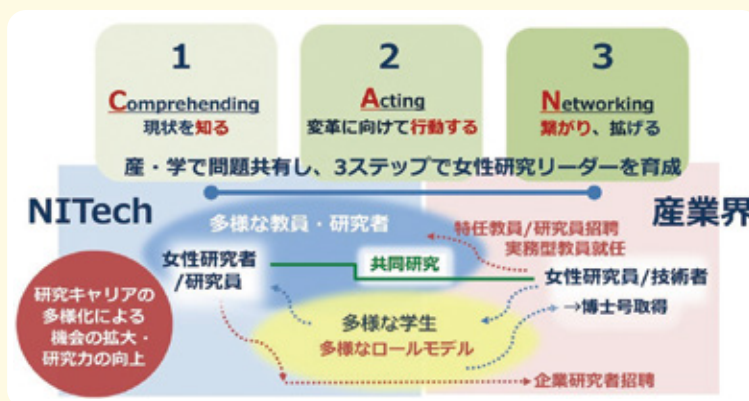 1
Comprehending
現状を知る
2
Acting
変革に向けて行動する
3
Networking
繋がり、拡げる
産・学で問題共有し、3ステップで女性研究リーダーを育成
NITech
産業界
多様な教員・研究者
特任教員/研究員招聘
実務型教員就任
女性研究者
/研究員
共同研究
女性研究員/技術者
→博士号取得
研究キャリアの
多様化による
機会の拡大・
研究力の向上
多様な学生
多様なロールモデル
企業研究者招聘